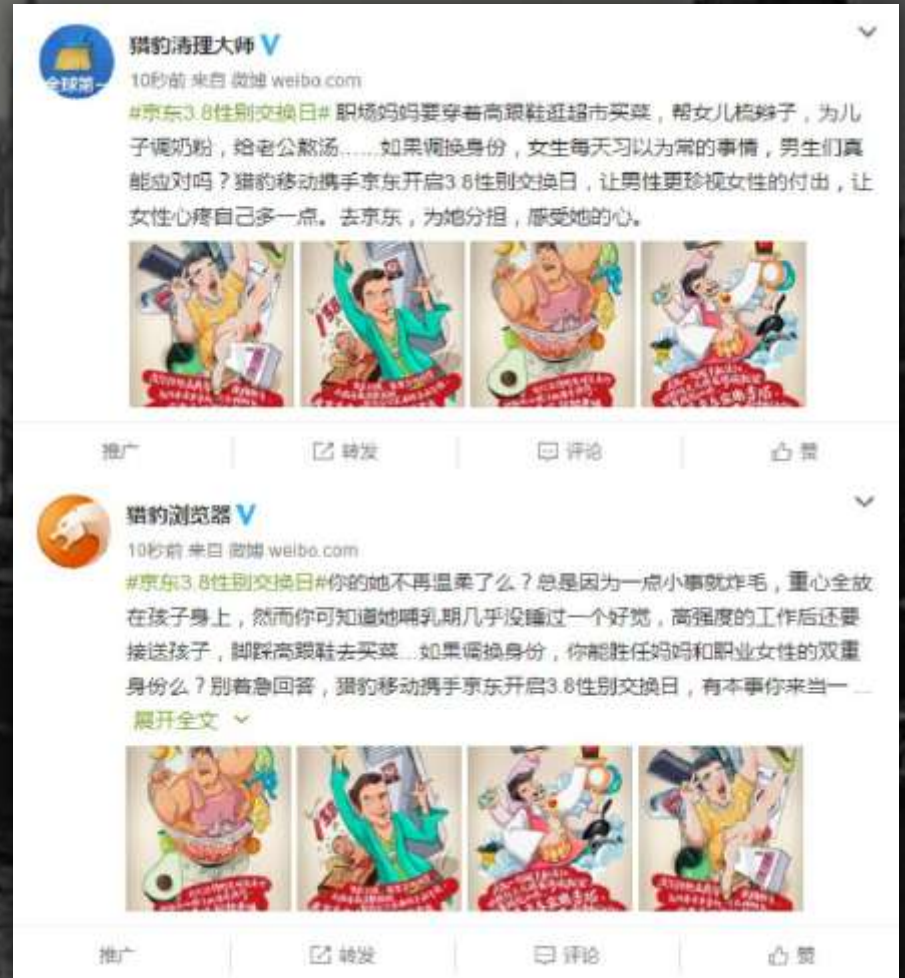 猎豹清理大师 V
全球第一
10秒前 来自 微博 weibo.com
#京东3.8性别交换日# 职场妈妈要穿着高跟鞋逛超市买菜，帮女儿梳辫子，为儿
子调奶粉，给老公熬汤……如果调换身份，女生每天习以为常的事情，男生们真
能应对吗？猎豹移动携手京东开启3.8性别交换日，让男性更珍视女性的付出，让
女性心疼自己多一点。去京东，为她分担，感受她的心。
推广 转发 评论 赞
猎豹浏览器 V
10秒前 来自 微博 weibo.com
#京东3.8性别交换日#你的她不再温柔了么？总是因为一点小事就炸毛，重心全放
在孩子身上，然而你可知道她哺乳期几乎没睡过一个好觉，高强度的工作后还要
接送孩子，脚踩高跟鞋去买菜...如果调换身份，你能胜任妈妈和职业女性的双重
身份么？别着急回答，猎豹移动携手京东开启3.8性别交换日，有本事你来当一 ...
展开全文
推广 转发 评论 赞